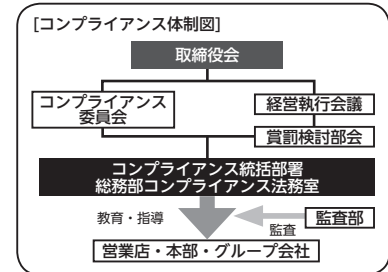 [コンプライアンス体制図]
取締役会
コンプライアンス
委員会
経営執行会議
賞罰検討部会
コンプライアンス統括部署
総務部コンプライアンス法務室
教育・指導
監査
監査部
営業店・本部・グループ会社